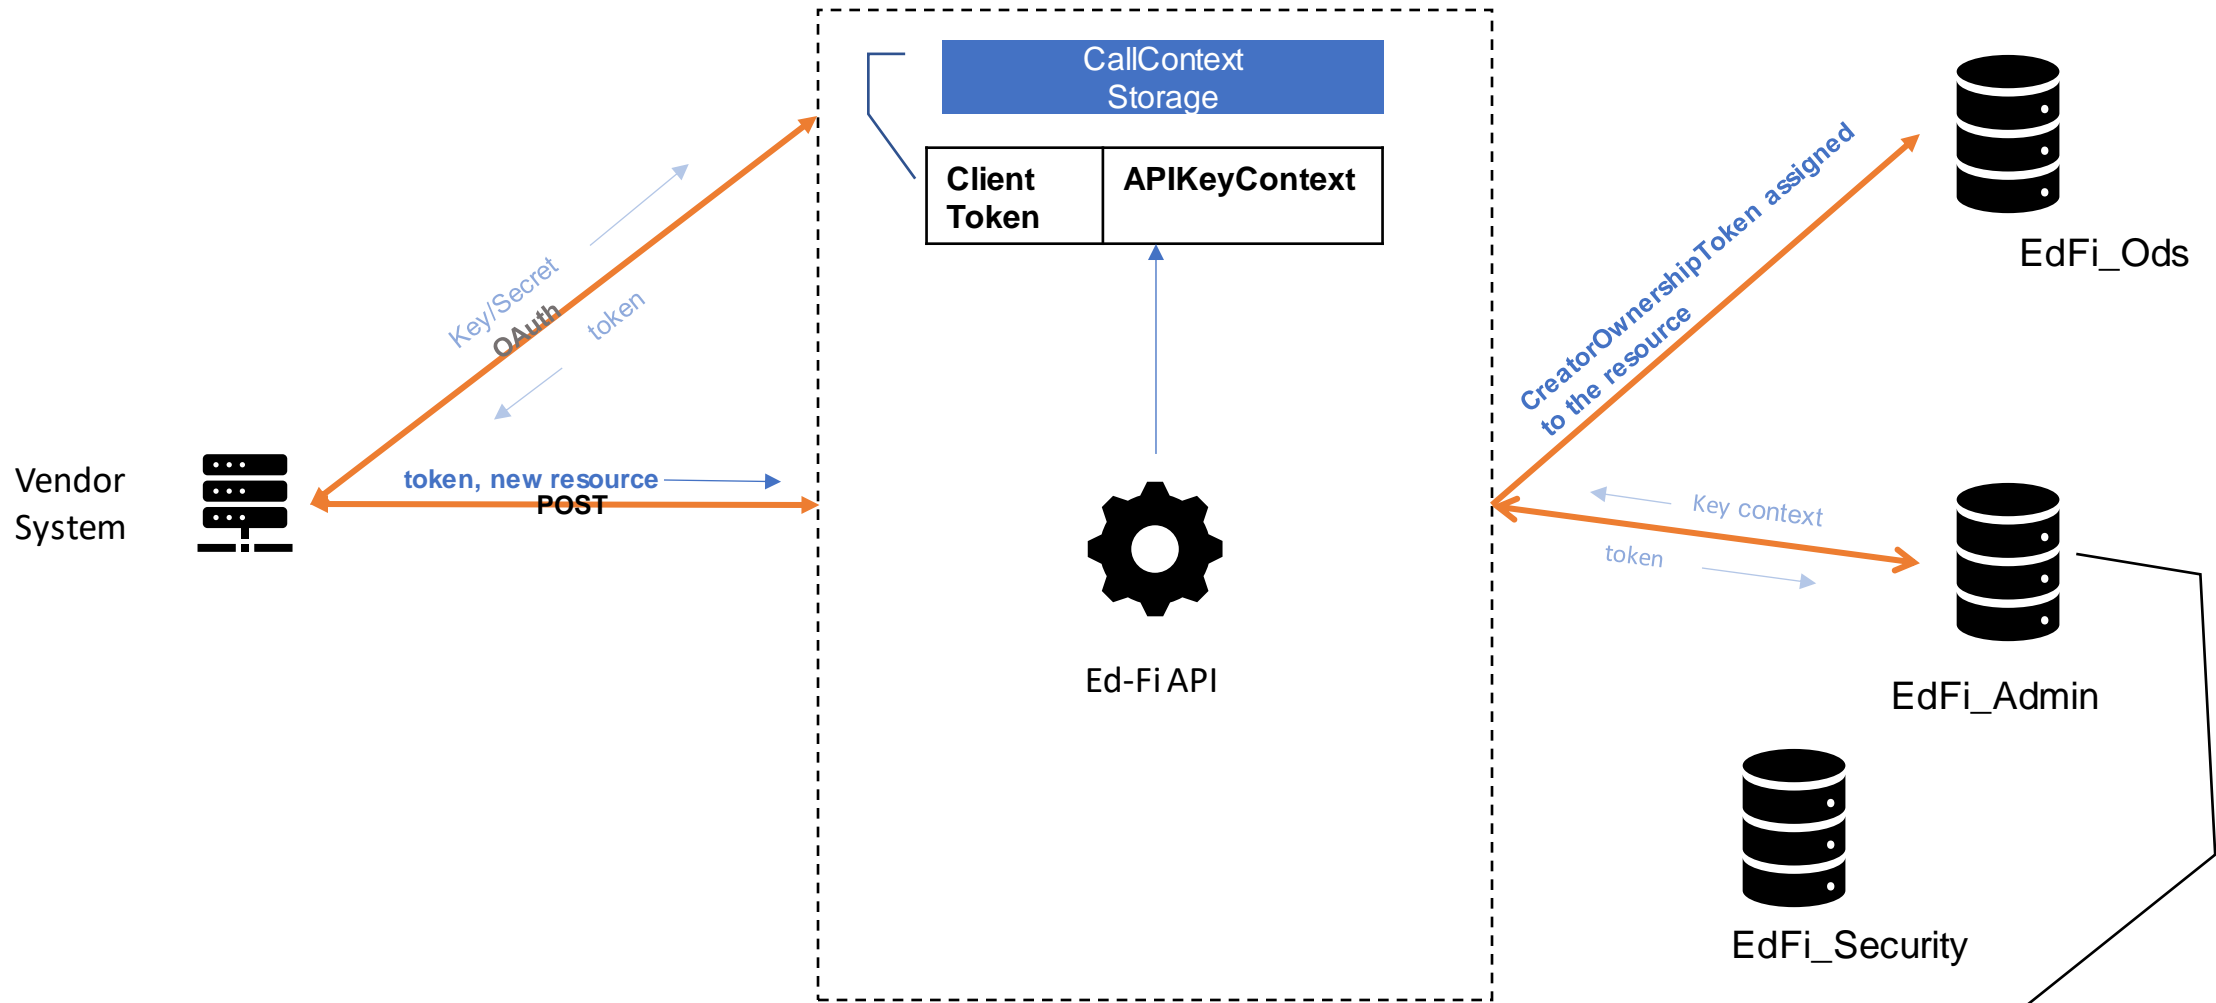 CallContext
Storage
Client
Token
APIKeyContext
Key/Secret
OAuth
token
CreatorOwnershipToken assigned
to the resource
EdFi_Ods
Vendor
System
token, new resource
POST
Key context
token
Ed-Fi API
EdFi_Admin
EdFi_Security